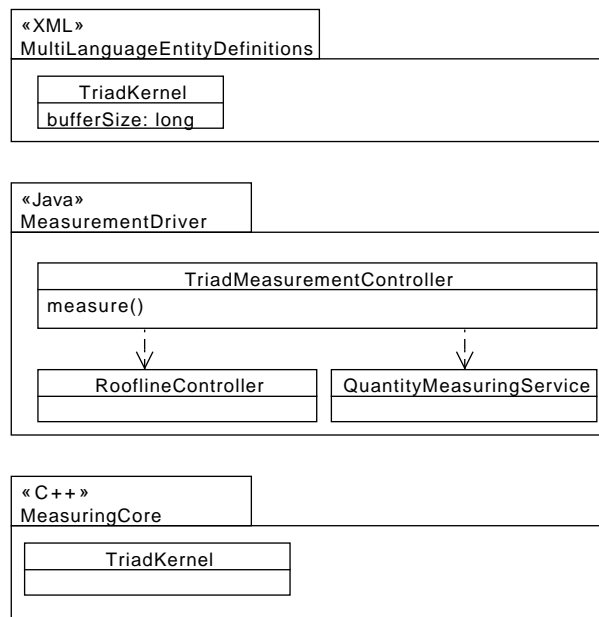 «XML»
MultiLanguageEntityDefinitions
TriadKernel
bufferSize: long
«Java»
MeasurementDriver
TriadMeasurementController
measure()
RooflineController
QuantityMeasuringService
«C++»
MeasuringCore
TriadKernel